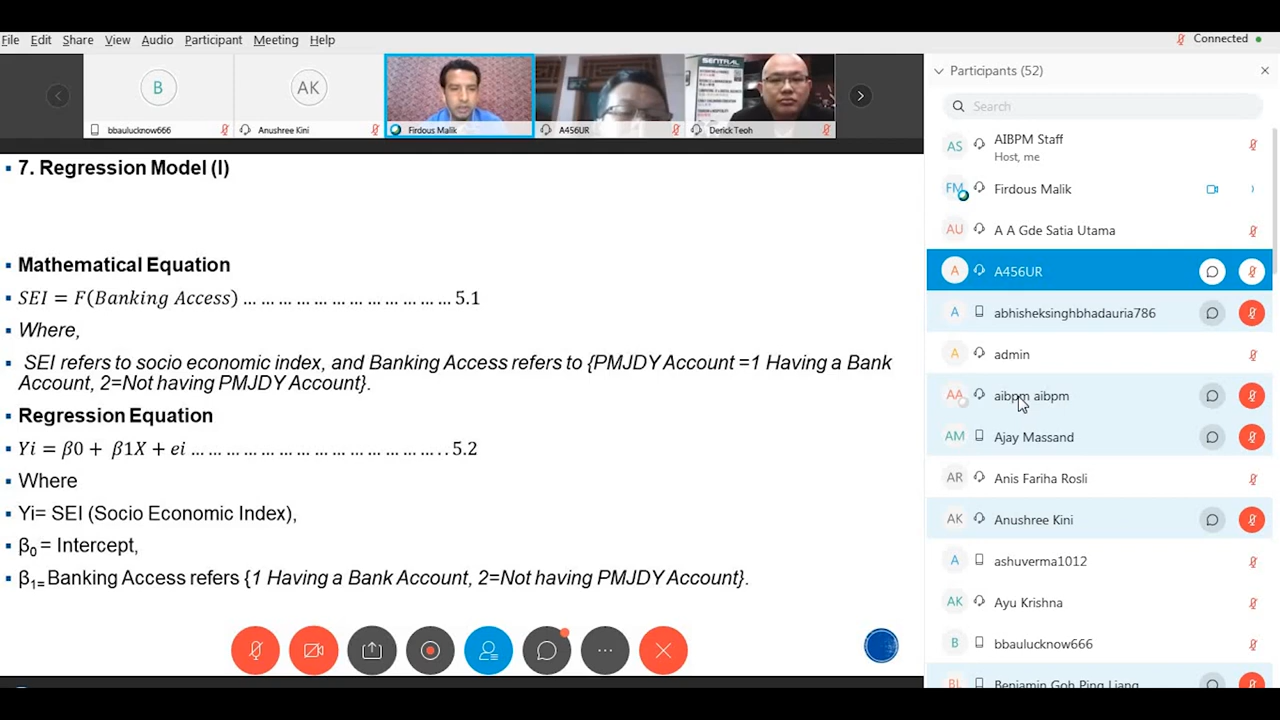 File Edit Share View Audio Participant Meeting Help
Connected
B
AK
SENTRAL
bbaulucknow666
Anushree Kini
Firdous Malik
A456UR
Derick Teoh
7. Regression Model (I)
Mathematical Equation
SEI = F(Banking Access) … … … … … … … … … … 5.1
Where,
SEI refers to socio economic index, and Banking Access refers to {PMJDY Account =1 Having a Bank
Account, 2=Not having PMJDY Account}.
Regression Equation
Yi = β0 + β1X + ei … … … … … … … … … … … … . . 5.2
Where
Yi= SEI (Socio Economic Index),
β0 = Intercept,
β1= Banking Access refers {1 Having a Bank Account, 2=Not having PMJDY Account}.
Participants (52)
Search
AS AIBPM Staff
Host, me
FM Firdous Malik
AU A A Gde Satia Utama
A A456UR
A abhisheksinghbhadauria786
A admin
AA aibpm aibpm
AM Ajay Massand
AR Anis Fariha Rosli
AK Anushree Kini
A ashuverma1012
AK Ayu Krishna
B bbaulucknow666
BL Benjamin Goh Ping Liang